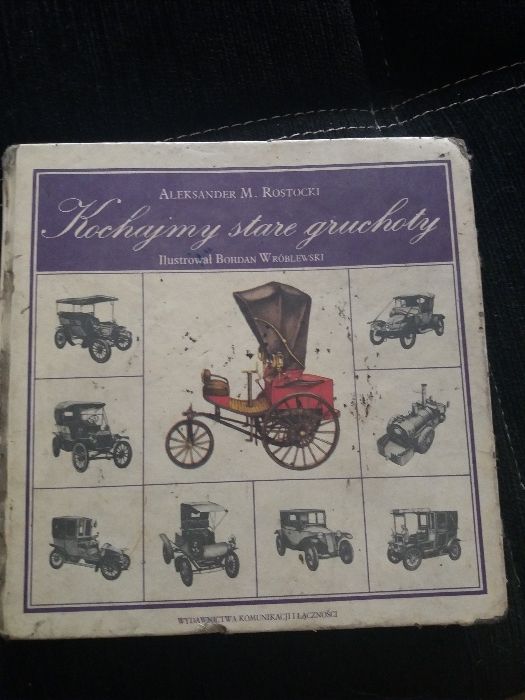 ALEKSANDER M. ROSTOCKI
Kochajmy stare gruchoty
Ilustrował BOHDAN WRÓBLEWSKI
WYDAWNICTWA KOMUNIKACJI I ŁĄCZNOŚCI